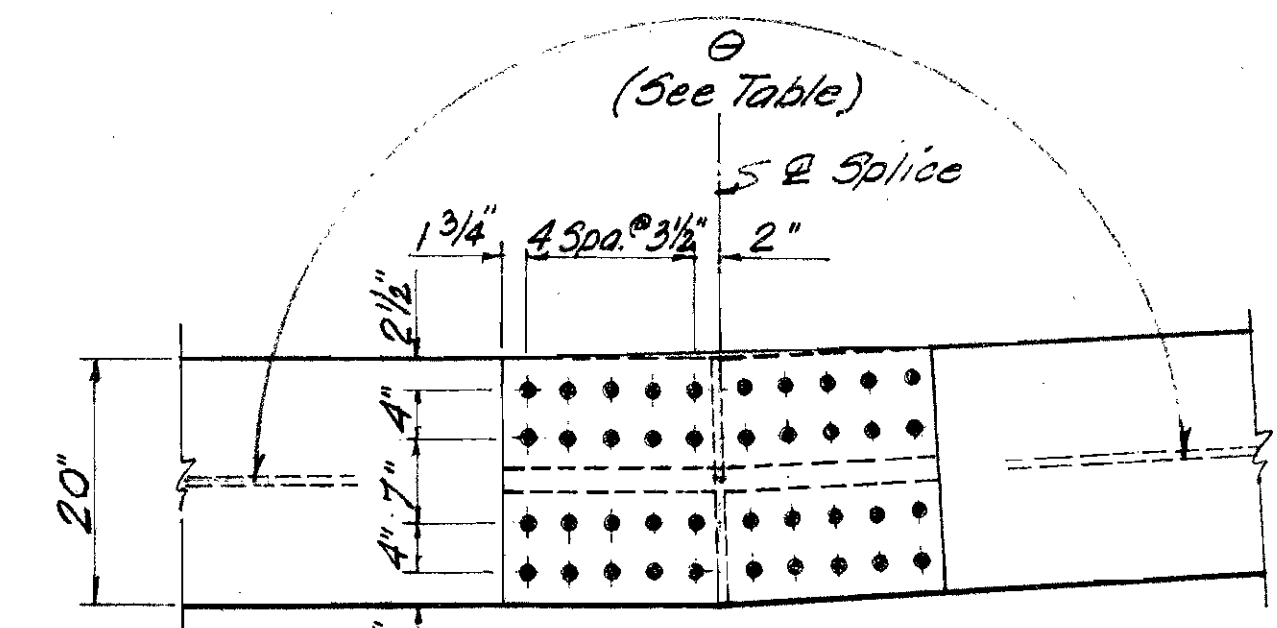 θ
(See Table)
℄ Splice
1 3/4" 4 Spa. @ 3 1/2" 2"
2 1/2"
4"
7"
4"
20"